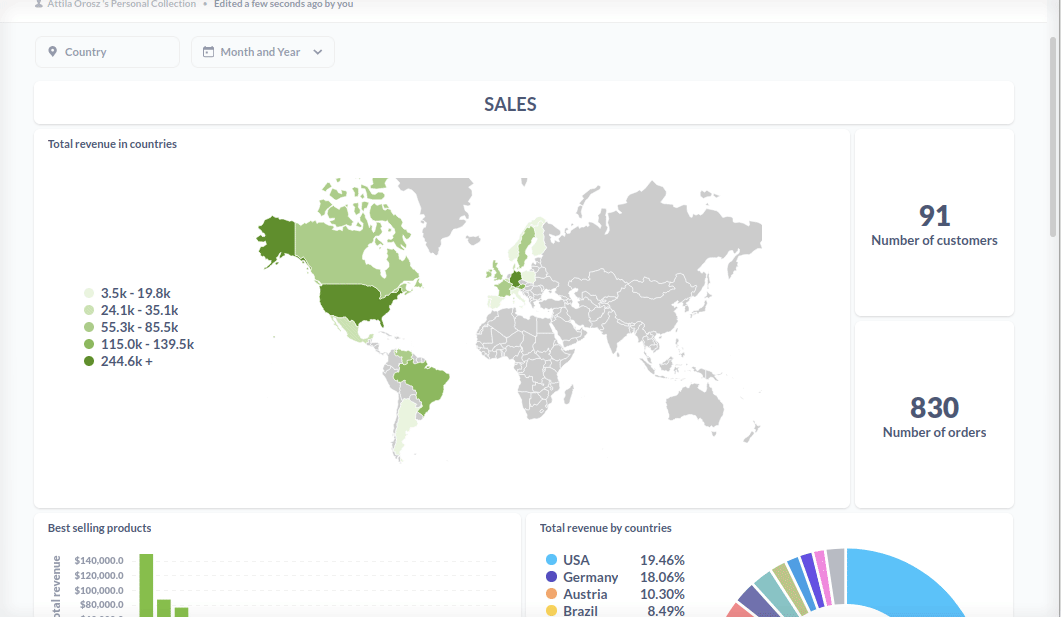 Attila Orosz 's Personal Collection • Edited a few seconds ago by you
Country
Month and Year
SALES
Total revenue in countries
3.5k - 19.8k
24.1k - 35.1k
55.3k - 85.5k
115.0k - 139.5k
244.6k +
91
Number of customers
830
Number of orders
Best selling products
$140,000.0
$120,000.0
$100,000.0
$80,000.0
Total revenue by countries
USA 19.46%
Germany 18.06%
Austria 10.30%
Brazil 8.49%